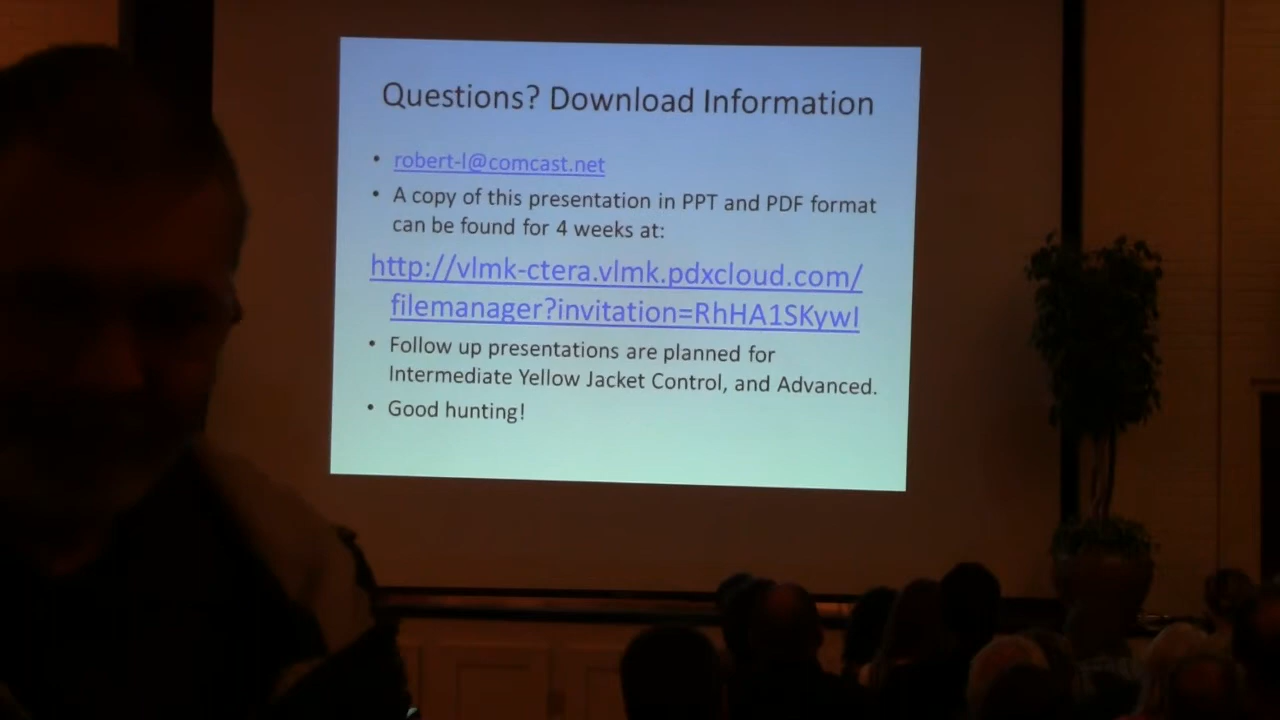 Questions? Download Information
• robert-l@comcast.net
• A copy of this presentation in PPT and PDF format
can be found for 4 weeks at:
http://vlmk-ctera.vlmk.pdxcloud.com/
filemanager?invitation=RhHA1SKywI
• Follow up presentations are planned for
Intermediate Yellow Jacket Control, and Advanced.
• Good hunting!